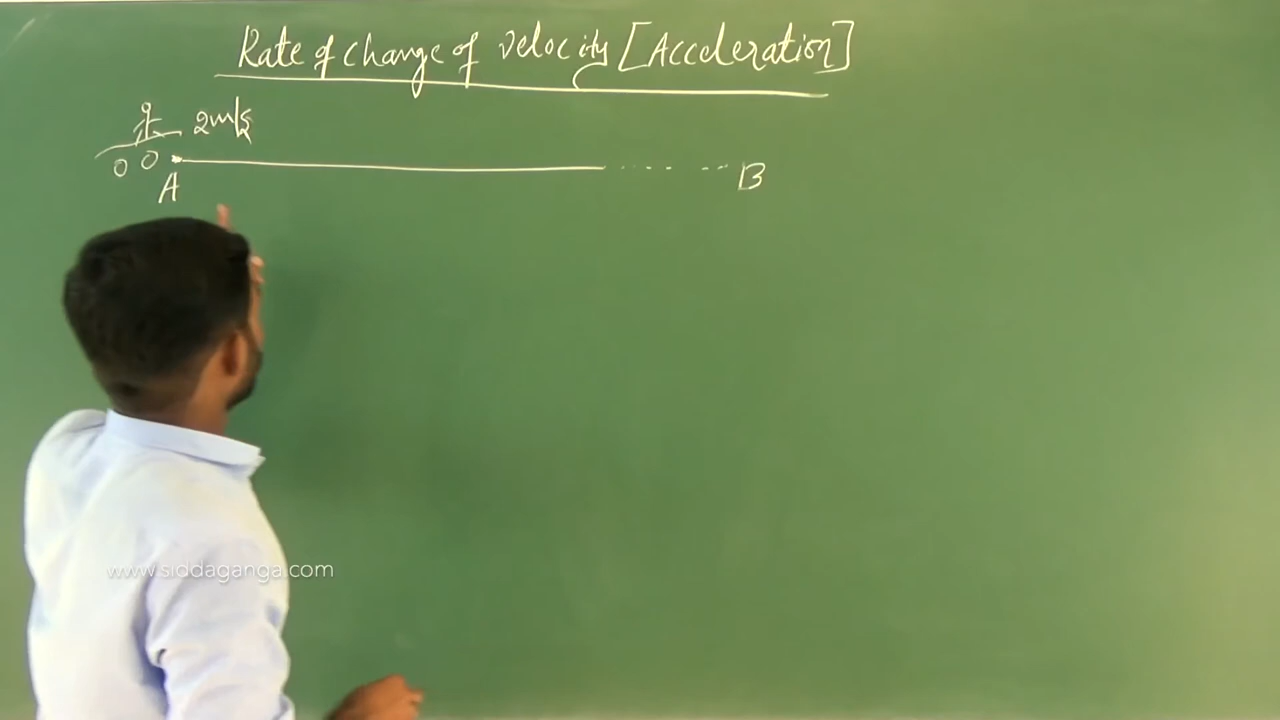 Rate of change of velocity [Acceleration]
2m/s
A
B
www.siddaganga.com